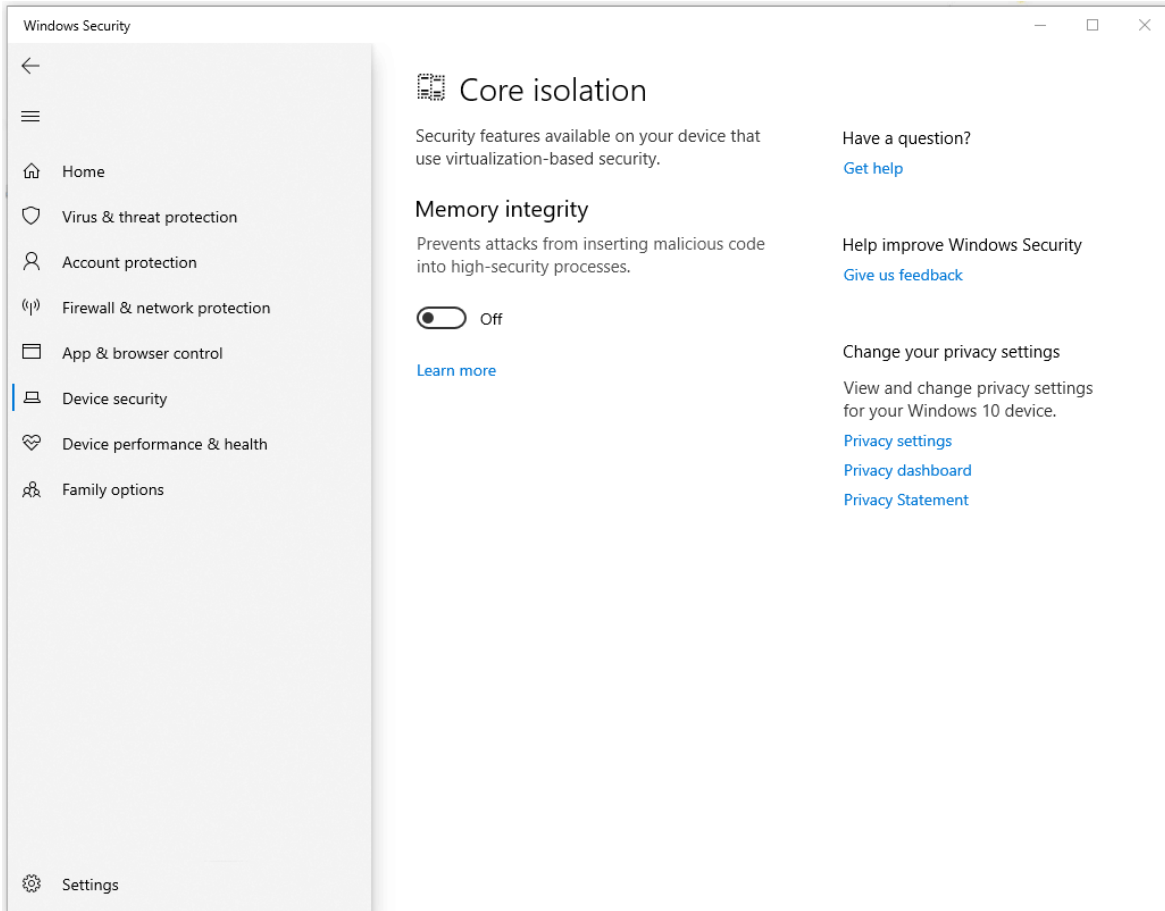 Windows Security
Home
Virus & threat protection
Account protection
Firewall & network protection
App & browser control
Device security
Device performance & health
Family options
Settings
Core isolation
Security features available on your device that
use virtualization-based security.
Memory integrity
Prevents attacks from inserting malicious code
into high-security processes.
Off
Learn more
Have a question?
Get help
Help improve Windows Security
Give us feedback
Change your privacy settings
View and change privacy settings
for your Windows 10 device.
Privacy settings
Privacy dashboard
Privacy Statement